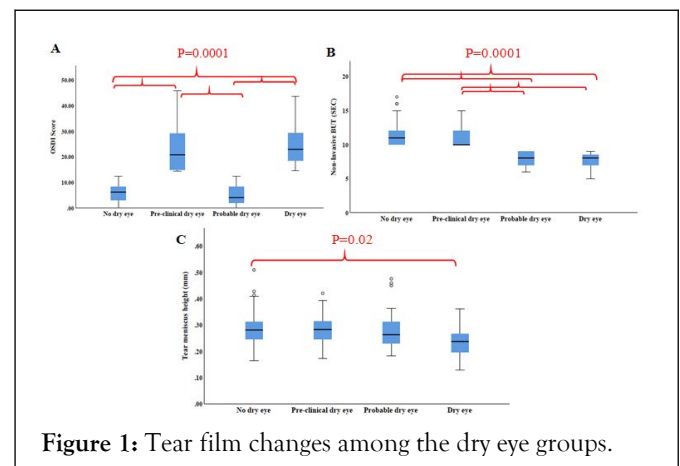 A
P=0.0001
OSDI Score
50.00
40.00
30.00
20.00
10.00
.00
No dry eye Pre-clinical dry eye Probable dry eye Dry eye
B
P=0.0001
Non-Invasive BUT (SEC)
20
15
10
5
0
No dry eye Pre-clinical dry eye Probable dry eye Dry eye
C
P=0.02
Tear meniscus height (mm)
.60
.50
.40
.30
.20
.10
.00
No dry eye Pre-clinical dry eye Probable dry eye Dry eye
Figure 1: Tear film changes among the dry eye groups.